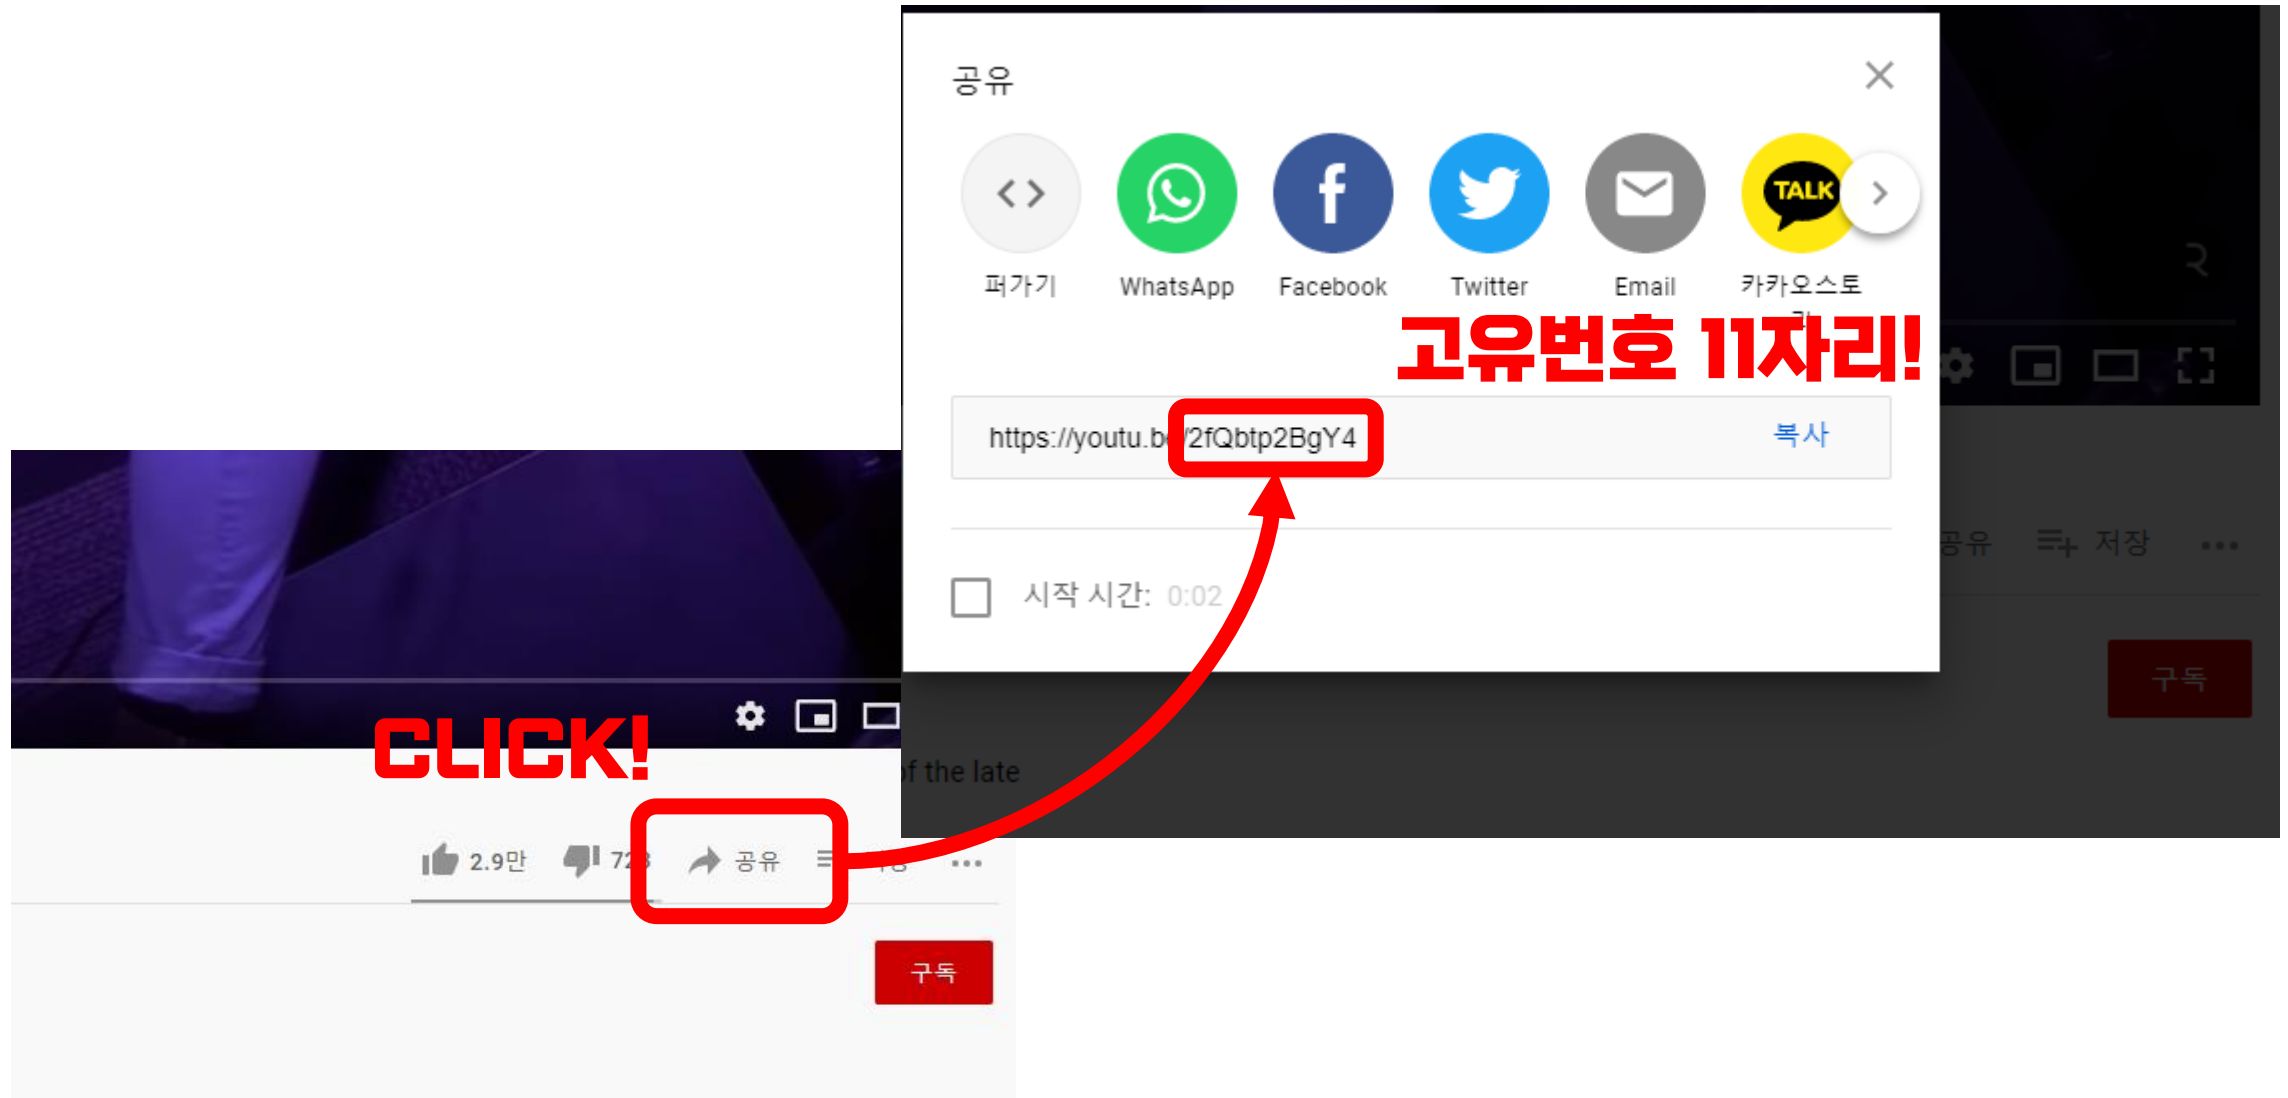 공유
TALK
퍼가기
WhatsApp
Facebook
Twitter
Email
카카오스토
고유번호 11자리!
https://youtu.be/2fQbtp2BgY4
복사
시작 시간: 0:02
공유
저장
구독
of the late
CLICK!
2.9만
공유
구독